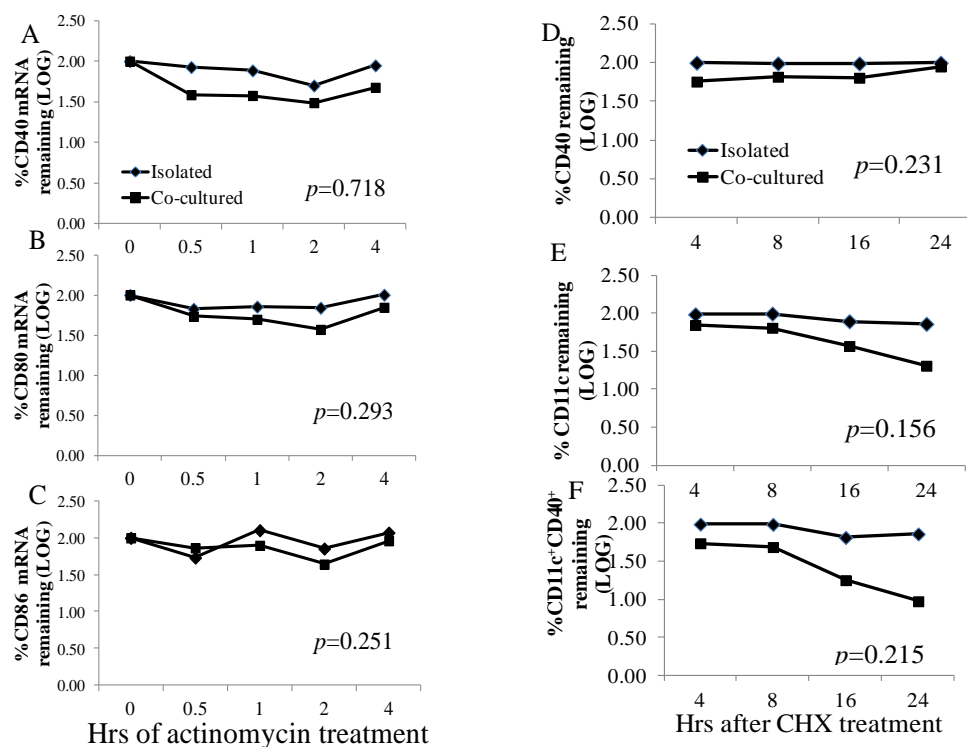 A
%CD40 mRNA
remaining (LOG)
2.50
2.00
1.50
1.00
0.50
0.00
Isolated
Co-cultured
p=0.718
0 0.5 1 2 4
B
%CD80 mRNA
remaining (LOG)
2.50
2.00
1.50
1.00
0.50
0.00
p=0.293
0 0.5 1 2 4
C
%CD86 mRNA
remaining (LOG)
2.50
2.00
1.50
1.00
0.50
0.00
p=0.251
0 0.5 1 2 4
Hrs of actinomycin treatment
D
%CD40 remaining
(LOG)
2.50
2.00
1.50
1.00
0.50
0.00
Isolated
Co-cultured
p=0.231
4 8 16 24
E
% CD11c remaining
(LOG)
2.50
2.00
1.50
1.00
0.50
0.00
p=0.156
4 8 16 24
F
%CD11c⁺CD40⁺
remaining
(LOG)
2.50
2.00
1.50
1.00
0.50
0.00
p=0.215
4 8 16 24
Hrs after CHX treatment